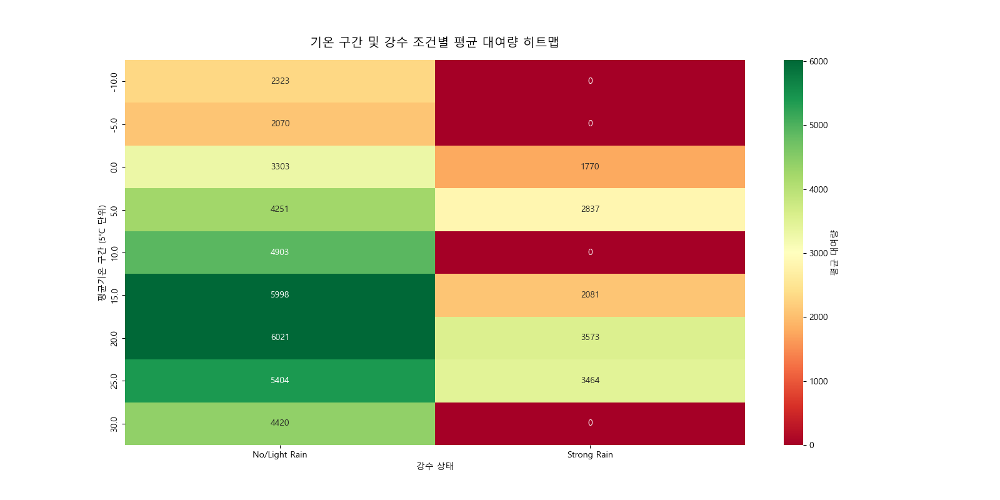 기온 구간 및 강수 조건별 평균 대여량 히트맵
평균기온 구간 (5℃ 단위)
-10.0 2323 0
-5.0 2070 0
0.0 3303 1770
5.0 4251 2837
10.0 4903 0
15.0 5998 2081
20.0 6021 3573
25.0 5404 3464
30.0 4420 0
No/Light Rain Strong Rain
강수 상태
6000
5000
4000
3000
2000
1000
0
평균 대여량